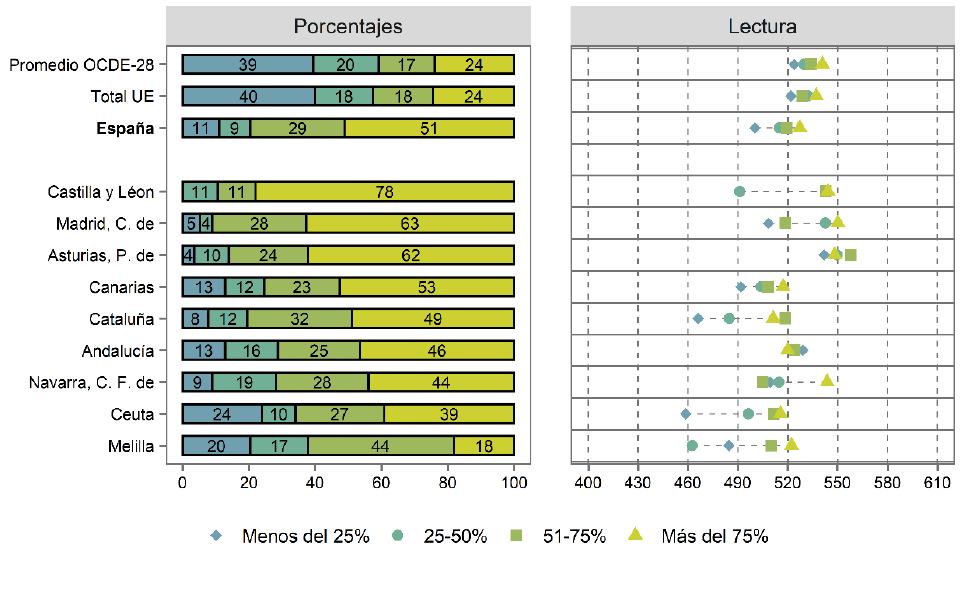 Porcentajes Lectura
Promedio OCDE-28 39 20 17 24
Total UE 40 18 18 24
España 11 9 29 51
Castilla y Léon 11 11 78
Madrid, C. de 5 4 28 63
Asturias, P. de 4 10 24 62
Canarias 13 12 23 53
Cataluña 8 12 32 49
Andalucía 13 16 25 46
Navarra, C. F. de 9 19 28 44
Ceuta 24 10 27 39
Melilla 20 17 44 18
0 20 40 60 80 100 400 430 460 490 520 550 580 610
Menos del 25% 25-50% 51-75% Más del 75%